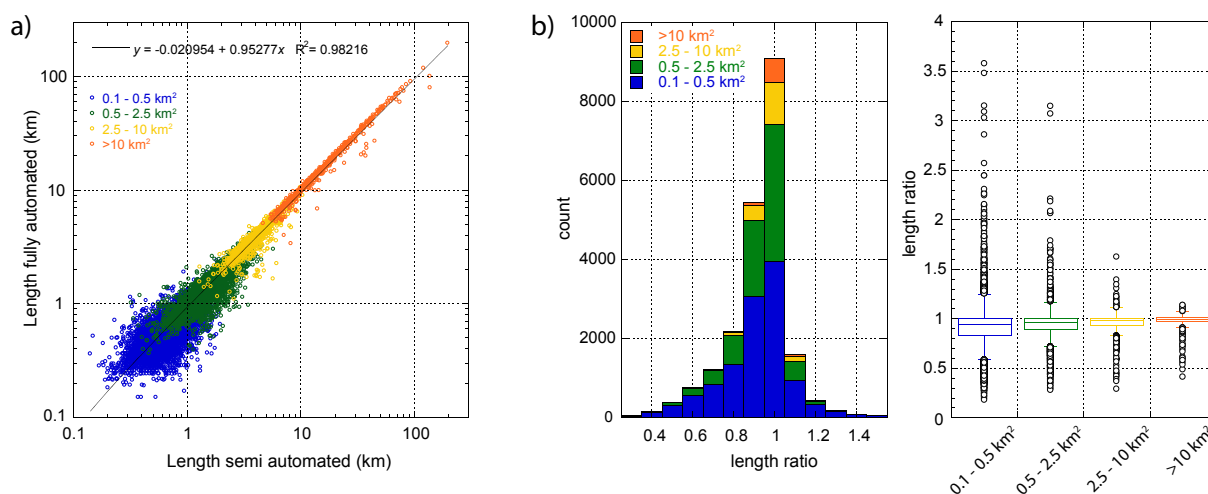 a)
y = -0.020954 + 0.95277x R² = 0.98216
0.1 - 0.5 km²
0.5 - 2.5 km²
2.5 - 10 km²
>10 km²
Length fully automated (km)
100
10
1
0.1
0.1 1 10 100
Length semi automated (km)
b)
>10 km²
2.5 - 10 km²
0.5 - 2.5 km²
0.1 - 0.5 km²
count
10000
8000
6000
4000
2000
0
0.4 0.6 0.8 1 1.2 1.4
length ratio
length ratio
4
3.5
3
2.5
2
1.5
1
0.5
0
0.1 - 0.5 km²
0.5 - 2.5 km²
2.5 - 10 km²
>10 km²